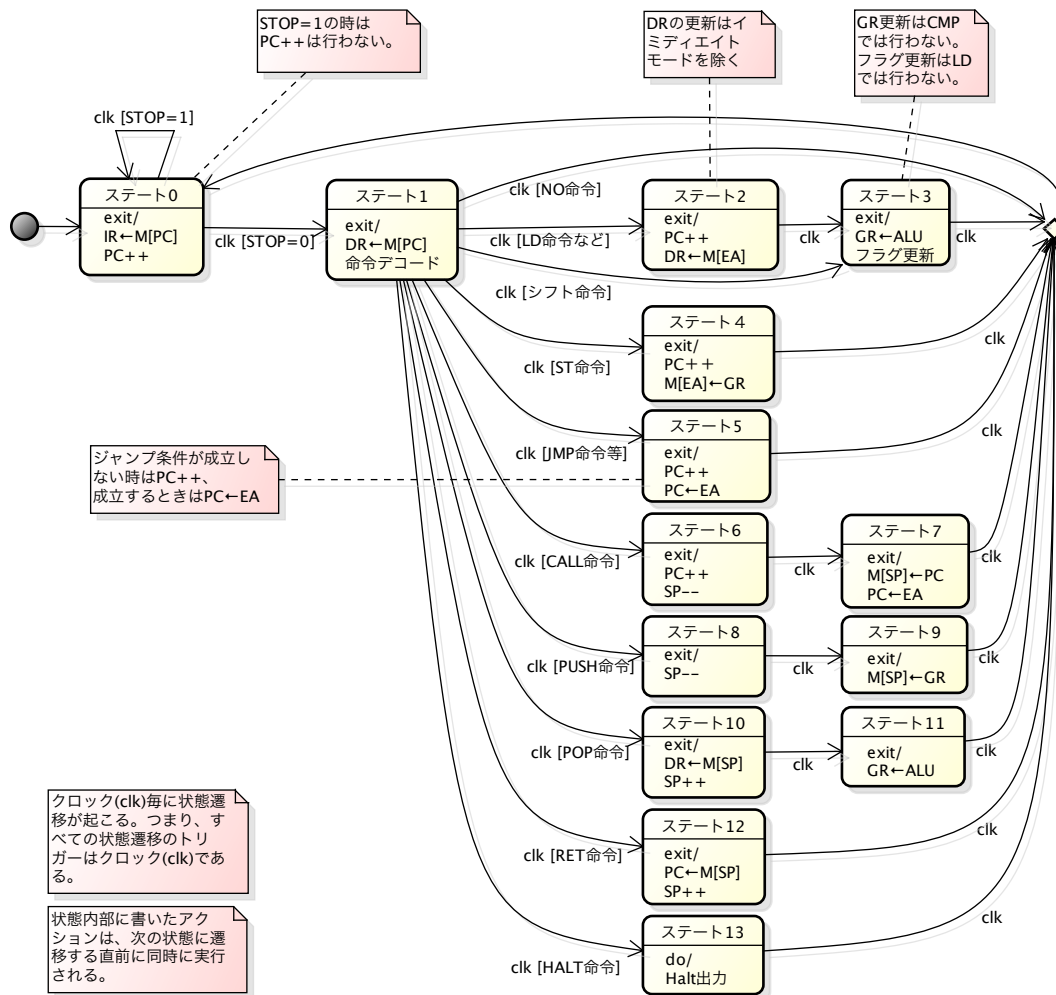 STOP=1の時は
PC++は行わない。
DRの更新はイ
ミディエイト
モードを除く
GR更新はCMP
では行わない。
フラグ更新はLD
では行わない。
clk [STOP=1]
ステート0
exit/
IR←M[PC]
PC++
clk [STOP=0]
ステート1
exit/
DR←M[PC]
命令デコード
clk [NO命令]
clk [LD命令など]
clk [シフト命令]
ステート2
exit/
PC++
DR←M[EA]
clk
ステート3
exit/
GR←ALU
フラグ更新
clk
clk [ST命令]
ステート4
exit/
PC++
M[EA]←GR
clk
clk [JMP命令等]
ステート5
exit/
PC++
PC←EA
clk
ジャンプ条件が成立し
ない時はPC++、
成立するときはPC←EA
clk [CALL命令]
ステート6
exit/
PC++
SP--
clk
ステート7
exit/
M[SP]←PC
PC←EA
clk
clk [PUSH命令]
ステート8
exit/
SP--
clk
ステート9
exit/
M[SP]←GR
clk
clk [POP命令]
ステート10
exit/
DR←M[SP]
SP++
clk
ステート11
exit/
GR←ALU
clk
clk [RET命令]
ステート12
exit/
PC←M[SP]
SP++
clk
clk [HALT命令]
ステート13
do/
Halt出力
clk
クロック(clk)毎に状態遷
移が起こる。つまり、す
べての状態遷移のトリ
ガーはクロック(clk)であ
る。
状態内部に書いたアク
ションは、次の状態に遷
移する直前に同時に実行
される。